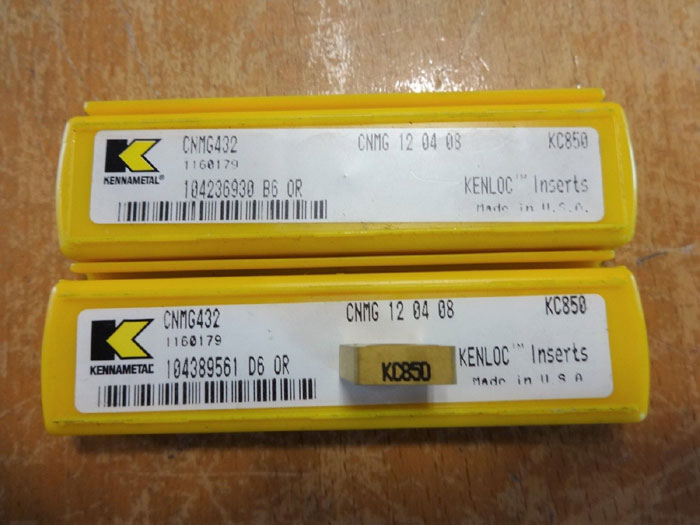 CNMG432 CNMG 12 04 08 KC850
1160179
KENNAMETAL®
104236930 B6 OR KENLOC™ Inserts
Made in U.S.A.
CNMG432 CNMG 12 04 08 KC850
1160179
KENNAMETAL
104389561 D6 OR KC850 KENLOC™ Inserts
Made in U.S.A.